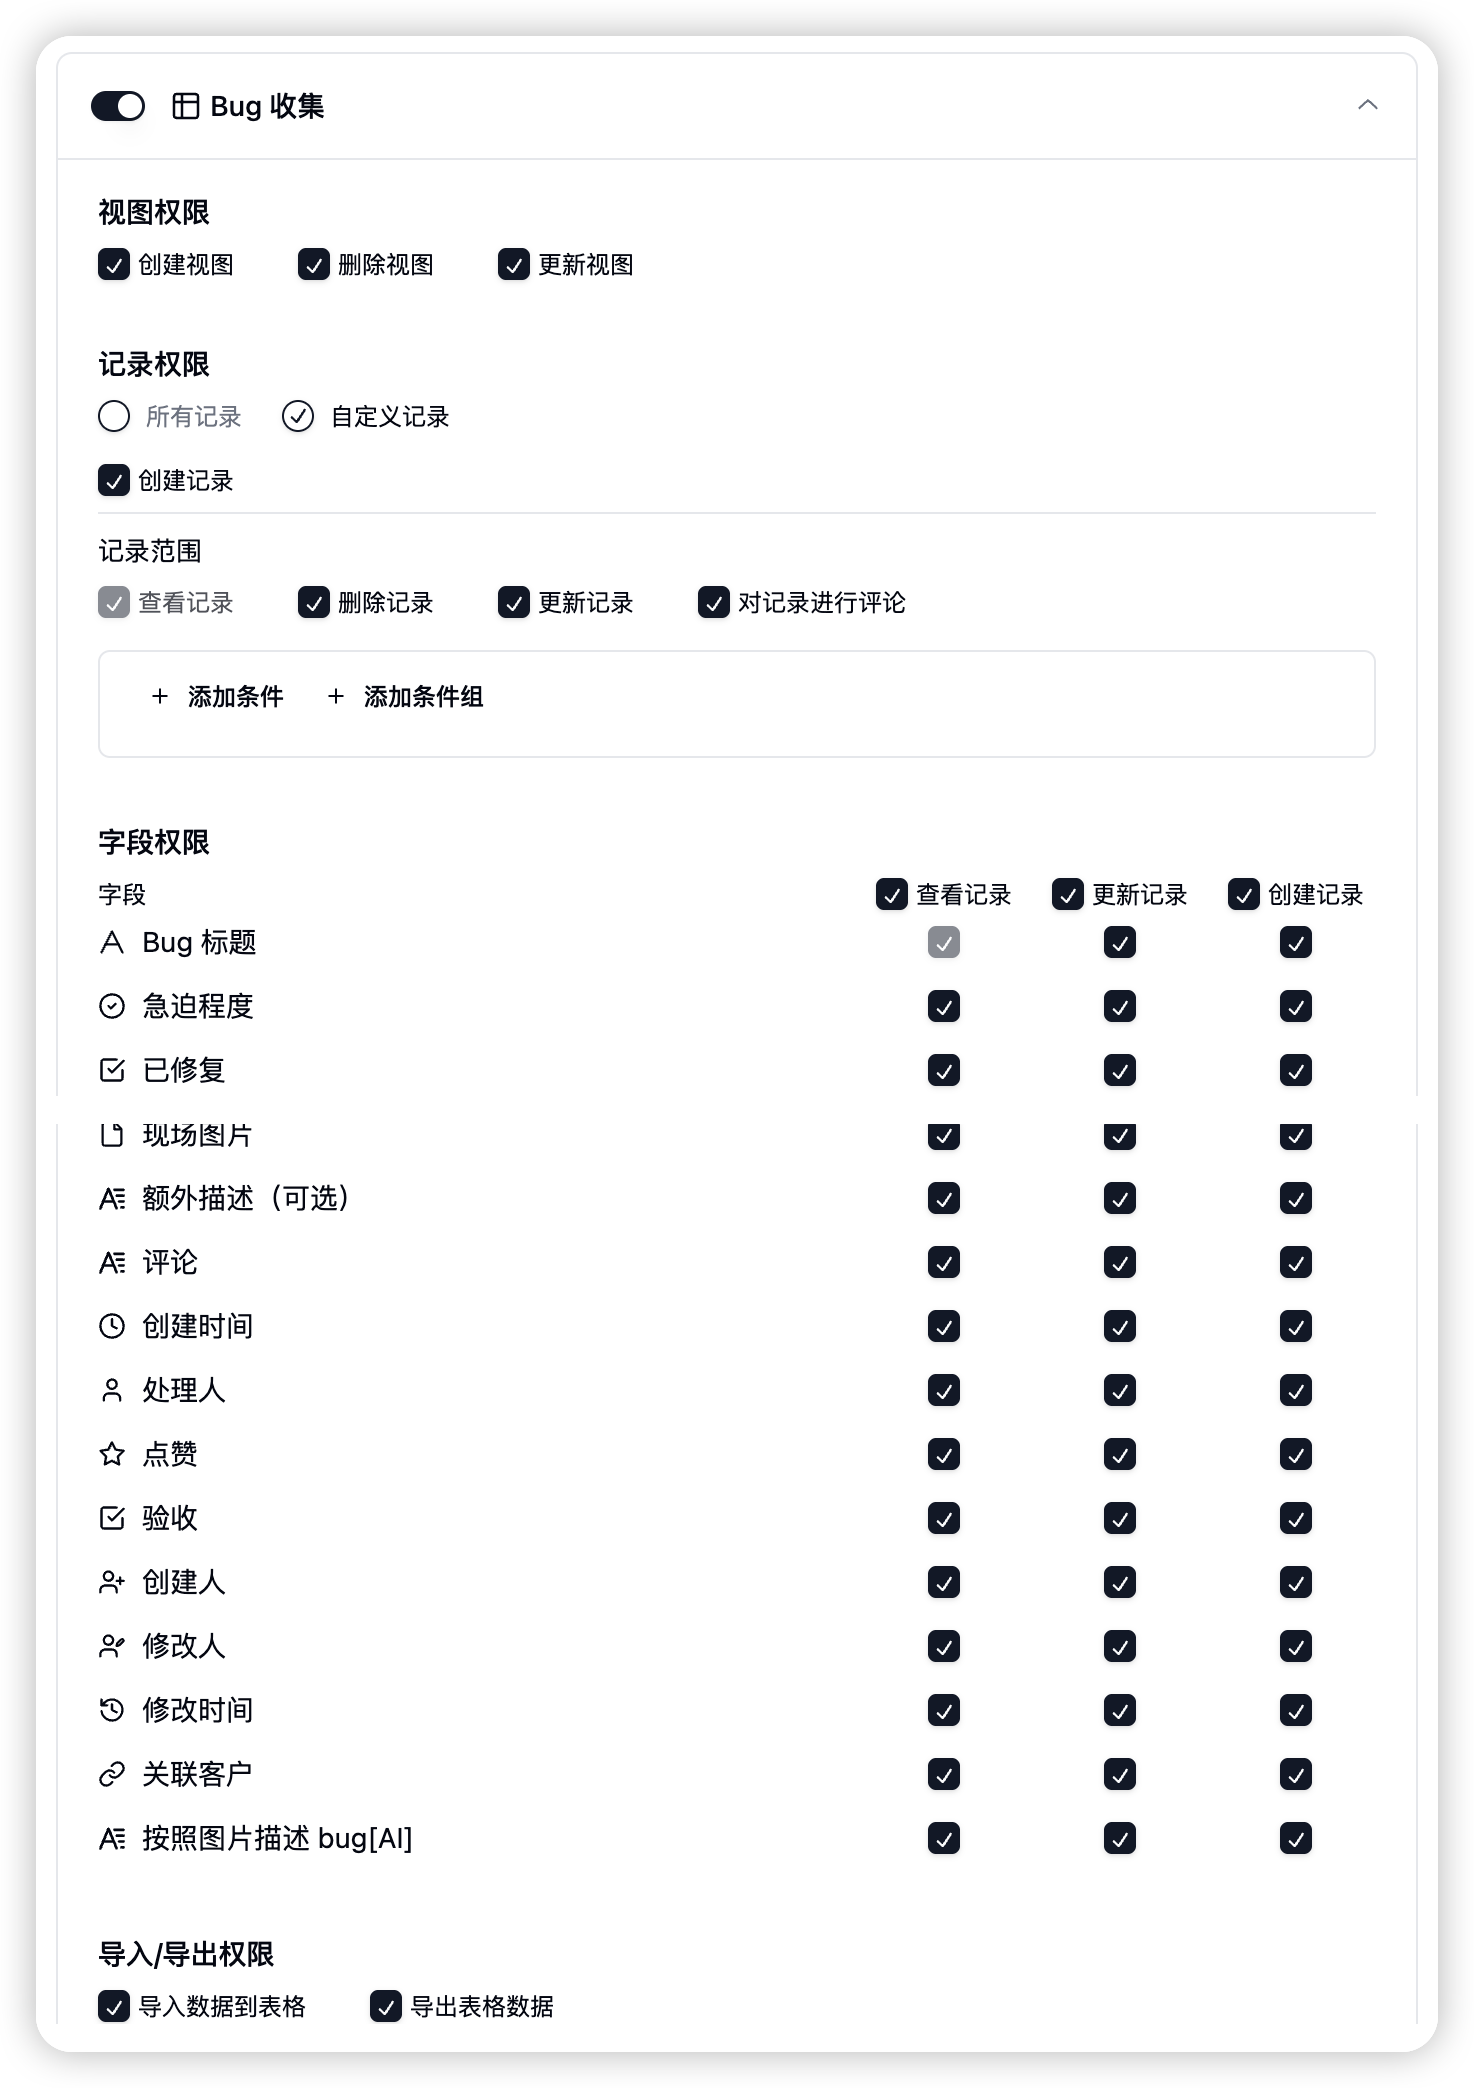 Bug 收集
视图权限
创建视图 删除视图 更新视图
记录权限
所有记录 自定义记录
创建记录
记录范围
查看记录 删除记录 更新记录 对记录进行评论
+ 添加条件 + 添加条件组
字段权限
字段 查看记录 更新记录 创建记录
Bug 标题
急迫程度
已修复
现场图片
额外描述（可选）
评论
创建时间
处理人
点赞
验收
创建人
修改人
修改时间
关联客户
按照图片描述 bug[AI]
导入/导出权限
导入数据到表格 导出表格数据